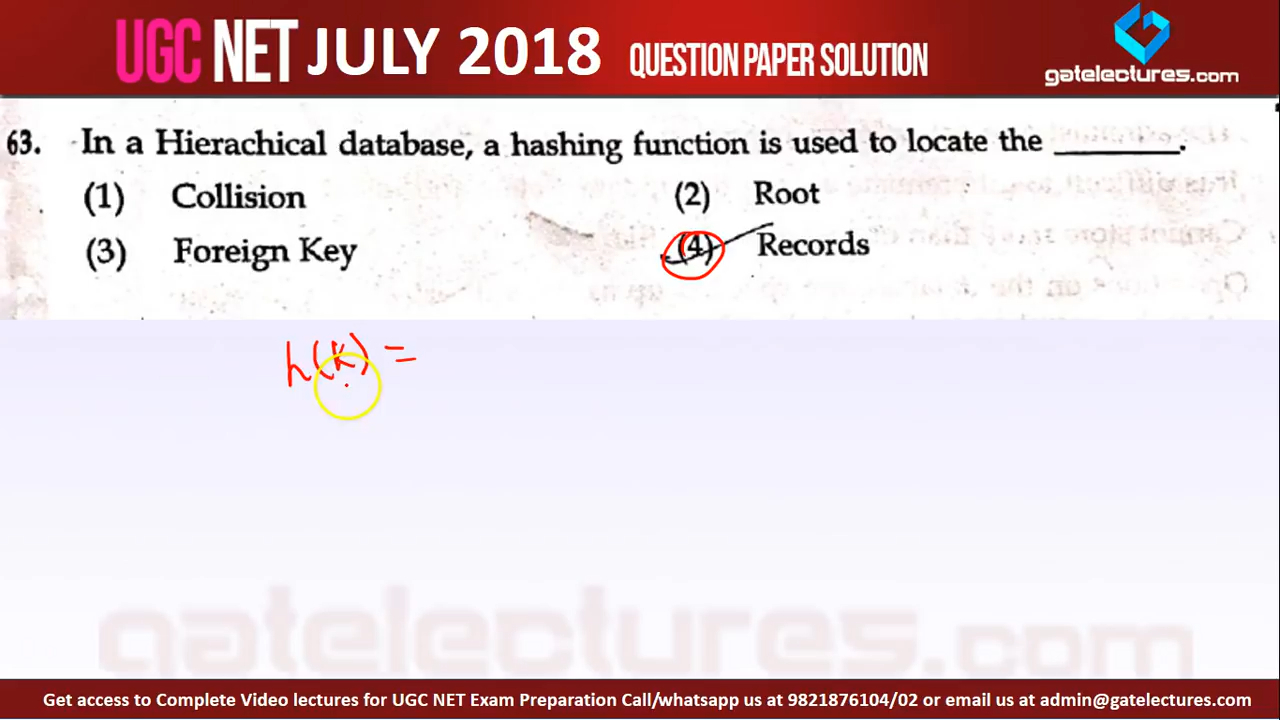 UGC NET JULY 2018 QUESTION PAPER SOLUTION
gatelectures.com
63. In a Hierachical database, a hashing function is used to locate the ________.
(1) Collision (2) Root
(3) Foreign Key (4) Records
h(k) =
gatelectures.com
Get access to Complete Video lectures for UGC NET Exam Preparation Call/whatsapp us at 9821876104/02 or email us at admin@gatelectures.com